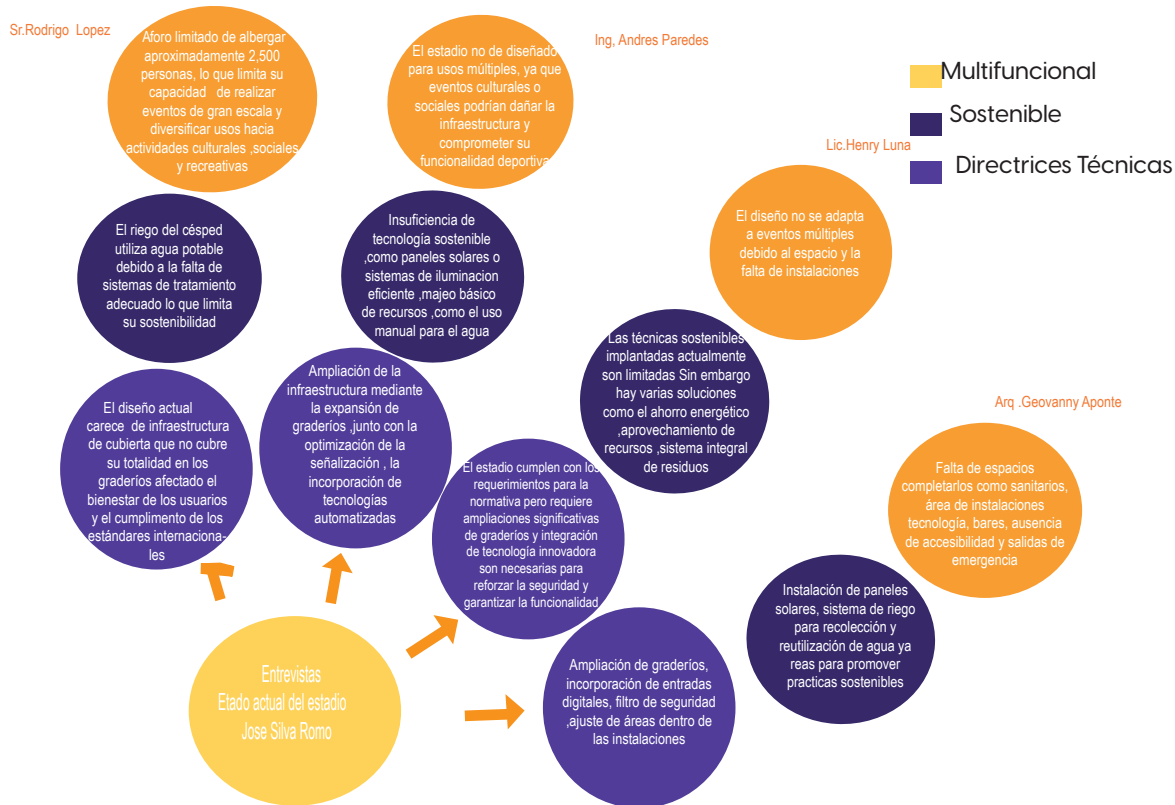 Sr.Rodrigo Lopez
Aforo limitado de albergar
aproximadamente 2,500
personas, lo que limita su
capacidad de realizar
eventos de gran escala y
diversificar usos hacia
actividades culturales ,sociales
y recreativas
El riego del césped
utiliza agua potable
debido a la falta de
sistemas de tratamiento
adecuado lo que limita
su sostenibilidad
El diseño actual
carece de infraestructura
de cubierta que no cubre
su totalidad en los
graderíos afectado el
bienestar de los usuarios
y el cumplimento de los
estándares internaciona-
les
Ing, Andres Paredes
El estadio no de diseñado
para usos múltiples, ya que
eventos culturales o
sociales podrían dañar la
infraestructura y
comprometer su
funcionalidad deportiva
Insuficiencia de
tecnología sostenible
,como paneles solares o
sistemas de iluminacion
eficiente ,majeo básico
de recursos ,como el uso
manual para el agua
Ampliación de la
infraestructura mediante
la expansión de
graderíos ,junto con la
optimización de la
señalización , la
incorporación de
tecnologías
automatizadas
Lic.Henry Luna
El diseño no se adapta
a eventos múltiples
debido al espacio y la
falta de instalaciones
Las técnicas sostenibles
implantadas actualmente
son limitadas Sin embargo
hay varias soluciones
como el ahorro energético
,aprovechamiento de
recursos ,sistema integral
de residuos
El estadio cumplen con los
requerimientos para la
normativa pero requiere
ampliaciones significativas
de graderíos y integración
de tecnología innovadora
son necesarias para
reforzar la seguridad y
garantizar la funcionalidad
Arq .Geovanny Aponte
Falta de espacios
completarlos como sanitarios,
área de instalaciones
tecnología, bares, ausencia
de accesibilidad y salidas de
emergencia
Instalación de paneles
solares, sistema de riego
para recolección y
reutilización de agua ya
reas para promover
practicas sostenibles
Ampliación de graderíos,
incorporación de entradas
digitales, filtro de seguridad
,ajuste de áreas dentro de
las instalaciones
Entrevistas
Etado actual del estadio
Jose Silva Romo
Multifuncional
Sostenible
Directrices Técnicas